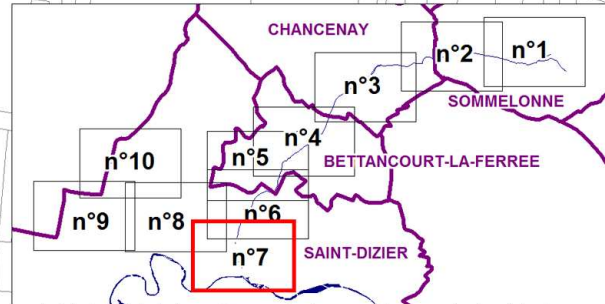 CHANCENAY
n°1
n°2
n°3
SOMMELONNE
n°4
n°5
n°10
BETTANCOURT-LA-FERREE
n°6
n°9
n°8
n°7
SAINT-DIZIER